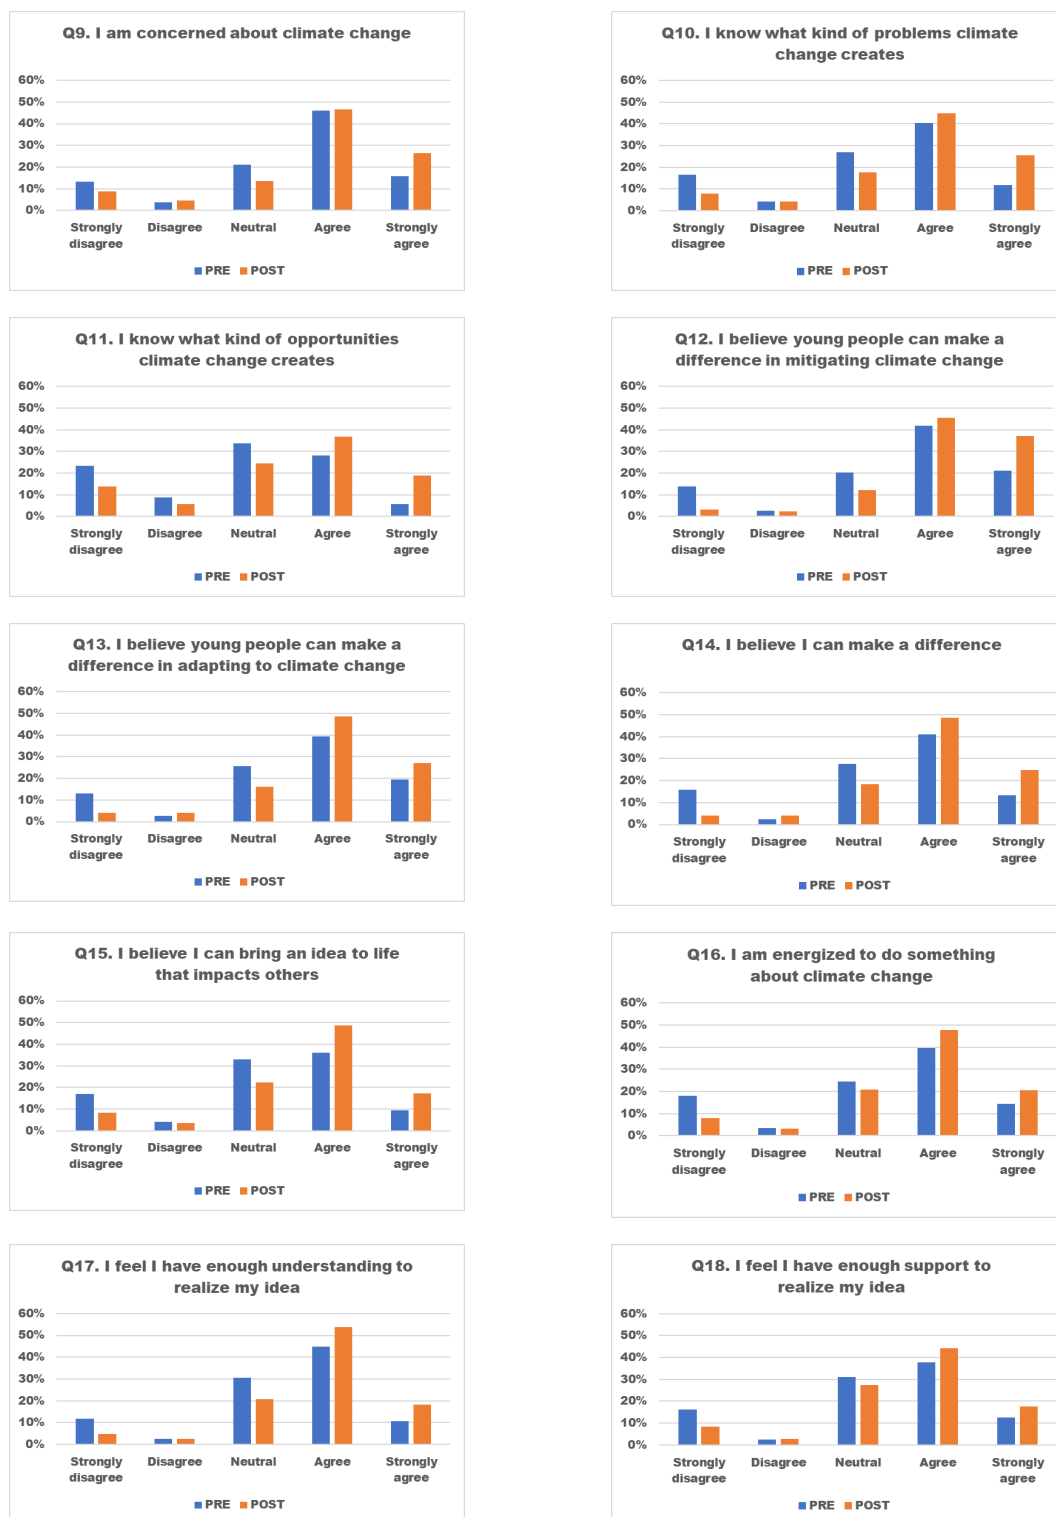 Q9. I am concerned about climate change
60%
50%
40%
30%
20%
10%
0%
Strongly disagree Disagree Neutral Agree Strongly agree
PRE POST
Q10. I know what kind of problems climate
change creates
60%
50%
40%
30%
20%
10%
0%
Strongly disagree Disagree Neutral Agree Strongly agree
PRE POST
Q11. I know what kind of opportunities
climate change creates
60%
50%
40%
30%
20%
10%
0%
Strongly disagree Disagree Neutral Agree Strongly agree
PRE POST
Q12. I believe young people can make a
difference in mitigating climate change
60%
50%
40%
30%
20%
10%
0%
Strongly disagree Disagree Neutral Agree Strongly agree
PRE POST
Q13. I believe young people can make a
difference in adapting to climate change
60%
50%
40%
30%
20%
10%
0%
Strongly disagree Disagree Neutral Agree Strongly agree
PRE POST
Q14. I believe I can make a difference
60%
50%
40%
30%
20%
10%
0%
Strongly disagree Disagree Neutral Agree Strongly agree
PRE POST
Q15. I believe I can bring an idea to life
that impacts others
60%
50%
40%
30%
20%
10%
0%
Strongly disagree Disagree Neutral Agree Strongly agree
PRE POST
Q16. I am energized to do something
about climate change
60%
50%
40%
30%
20%
10%
0%
Strongly disagree Disagree Neutral Agree Strongly agree
PRE POST
Q17. I feel I have enough understanding to
realize my idea
60%
50%
40%
30%
20%
10%
0%
Strongly disagree Disagree Neutral Agree Strongly agree
PRE POST
Q18. I feel I have enough support to
realize my idea
60%
50%
40%
30%
20%
10%
0%
Strongly disagree Disagree Neutral Agree Strongly agree
PRE POST